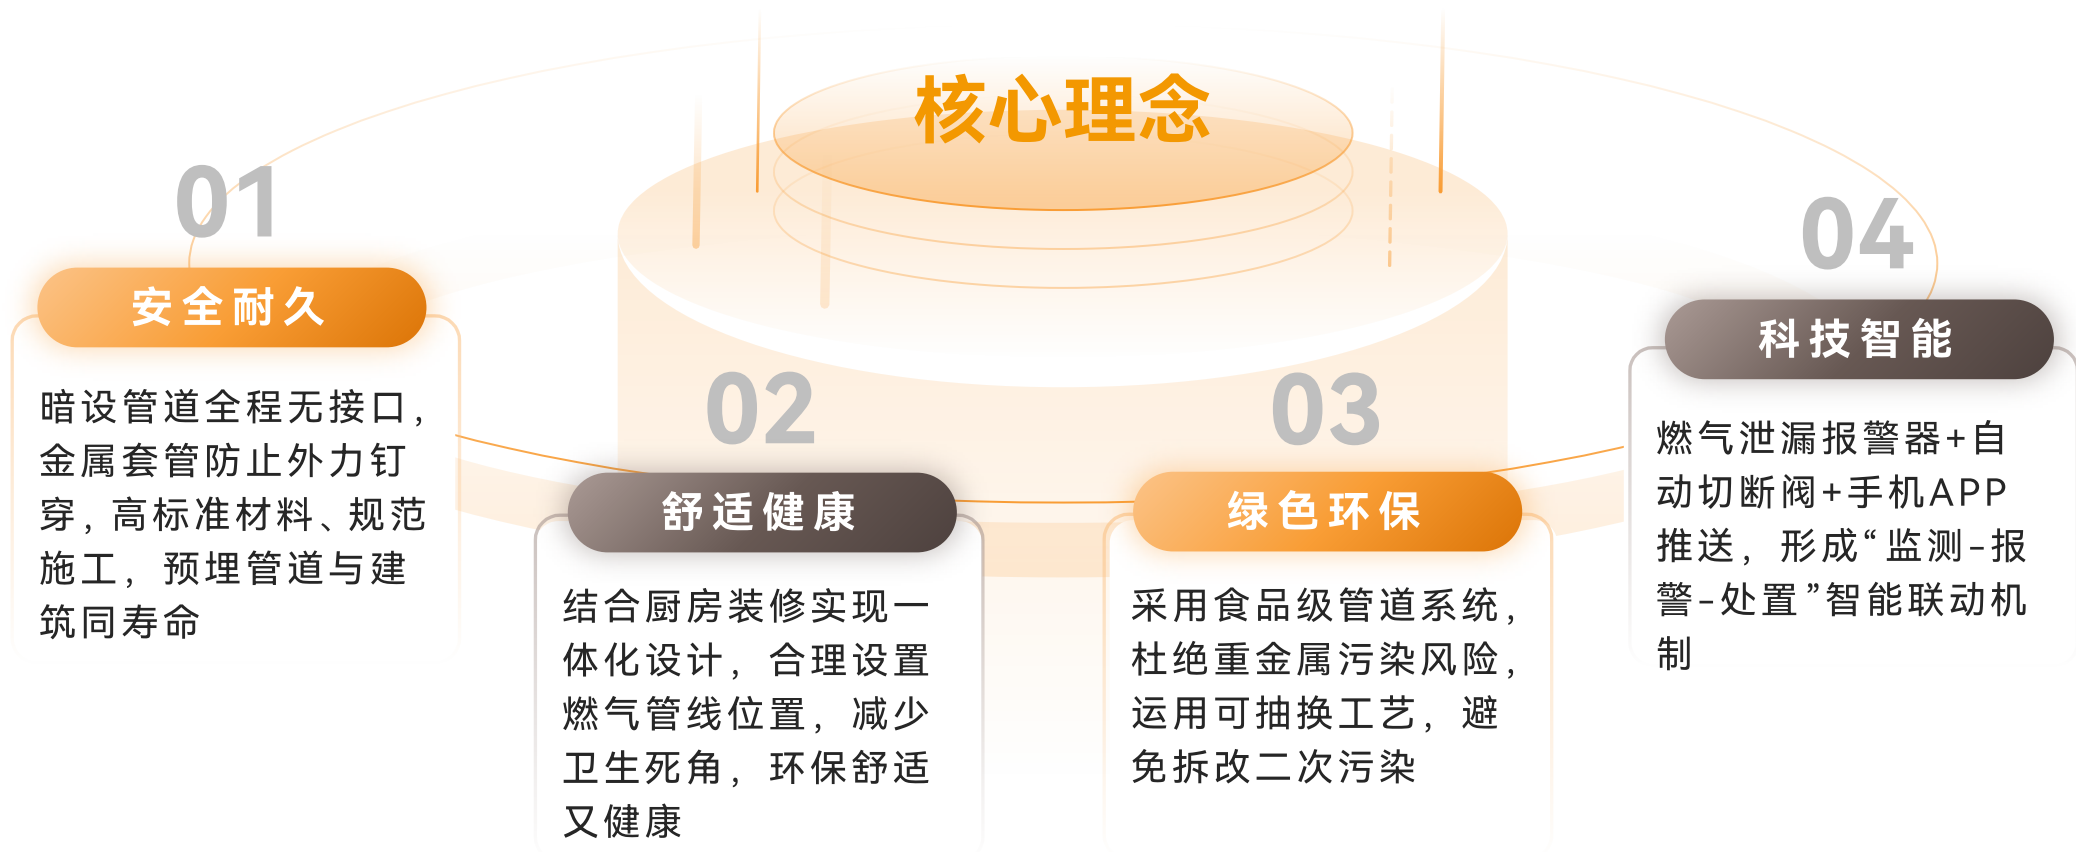 核心理念
01
安全耐久
暗设管道全程无接口，
金属套管防止外力钉
穿，高标准材料、规范
施工，预埋管道与建
筑同寿命
02
舒适健康
结合厨房装修实现一
体化设计，合理设置
燃气管线位置，减少
卫生死角，环保舒适
又健康
03
绿色环保
采用食品级管道系统，
杜绝重金属污染风险，
运用可抽换工艺，避
免拆改二次污染
04
科技智能
燃气泄漏报警器+自
动切断阀+手机APP
推送，形成“监测-报
警-处置”智能联动机
制